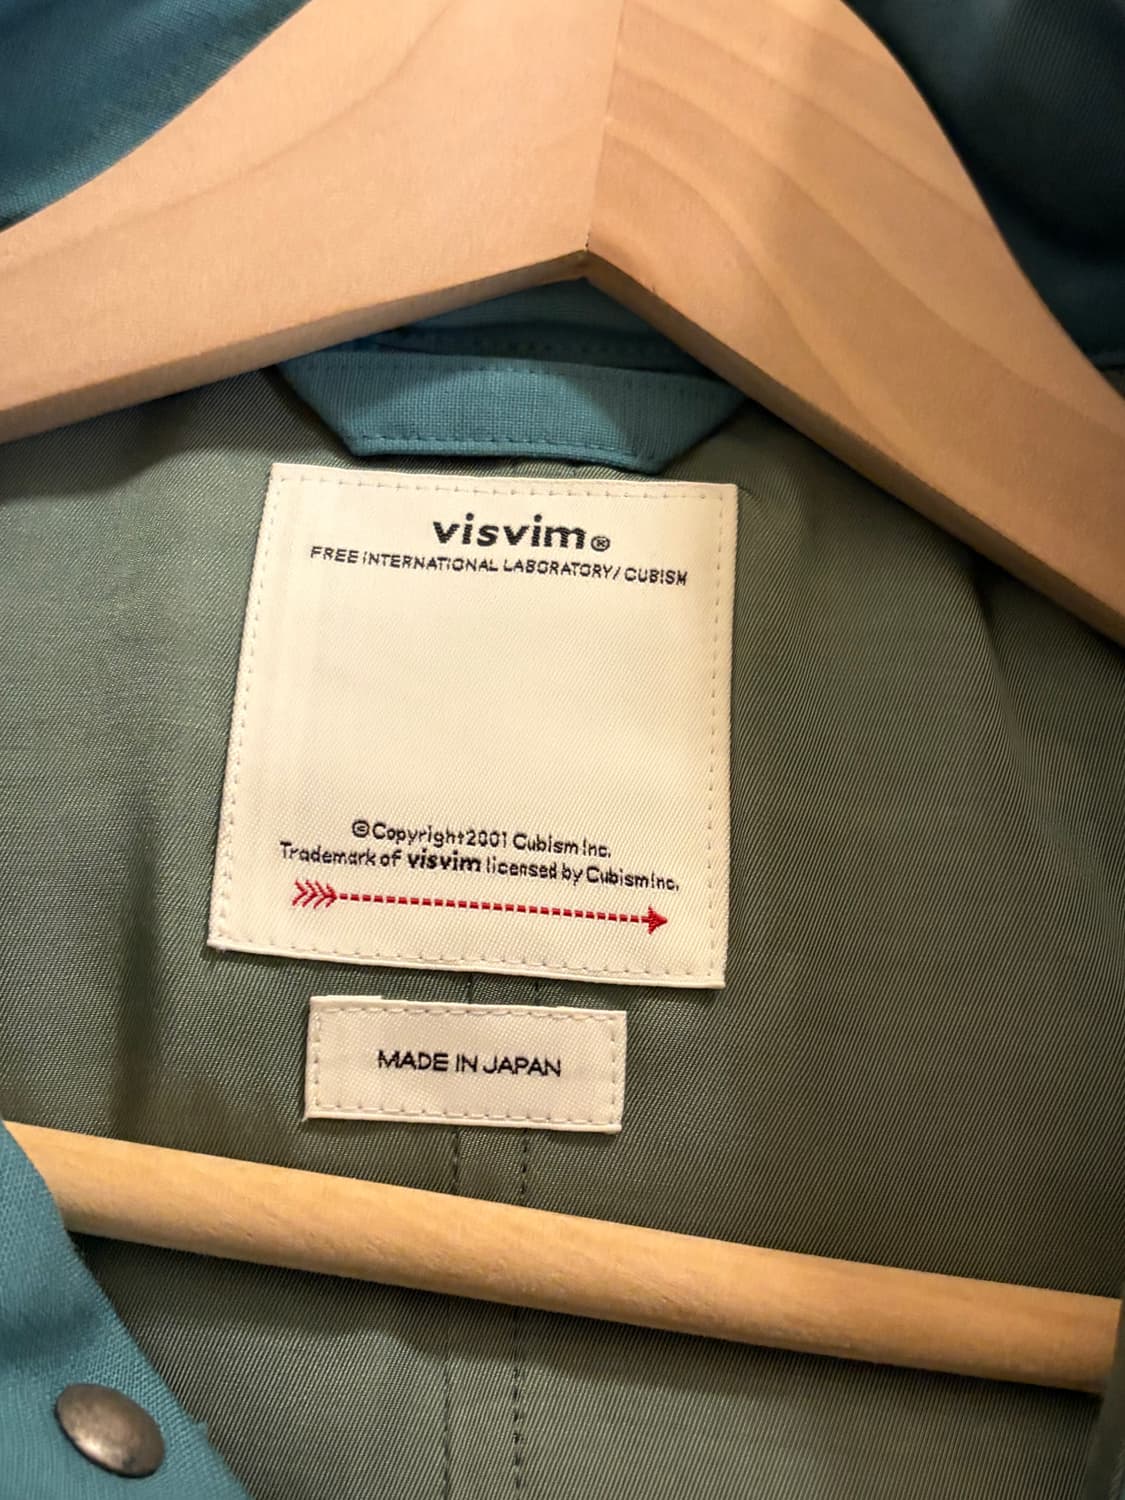 visvim®
FREE INTERNATIONAL LABORATORY/ CUBISM
©Copyright2001 Cubism Inc.
Trademark of visvim licensed by Cubism Inc.
MADE IN JAPAN